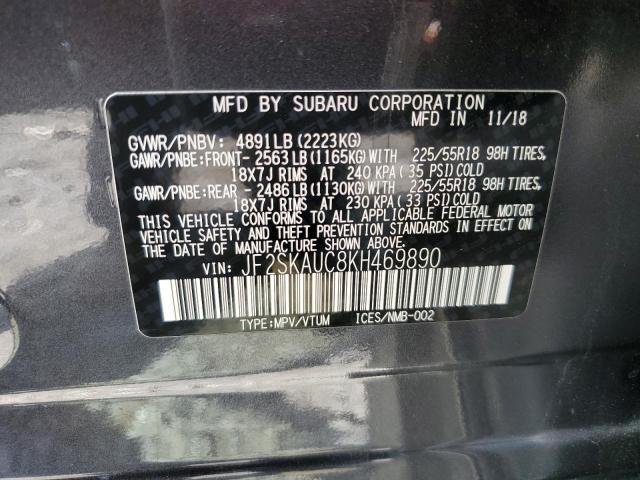 MFD BY SUBARU CORPORATION
MFD IN 11/18
GVWR/PNBV: 4891LB(2223KG)
GAWR/PNBE:FRONT-2563LB(1165KG)WITH 225/55R18 98H TIRES,
18X7J RIMS AT 240 KPA(35 PSI)COLD
GAWR/PNBE:REAR -2486LB(1130KG)WITH 225/55R18 98H TIRES,
18X7J RIMS AT 230 KPA(33 PSI)COLD
THIS VEHICLE CONFORMS TO ALL APPLICABLE FEDERAL MOTOR
VEHICLE SAFETY AND THEFT PREVENTION STANDARDS IN EFFECT ON
THE DATE OF MANUFACTURE SHOWN ABOVE.
VIN: JF2SKAUC8KH469890
TYPE:MPV/VTUM ICES/NMB-002